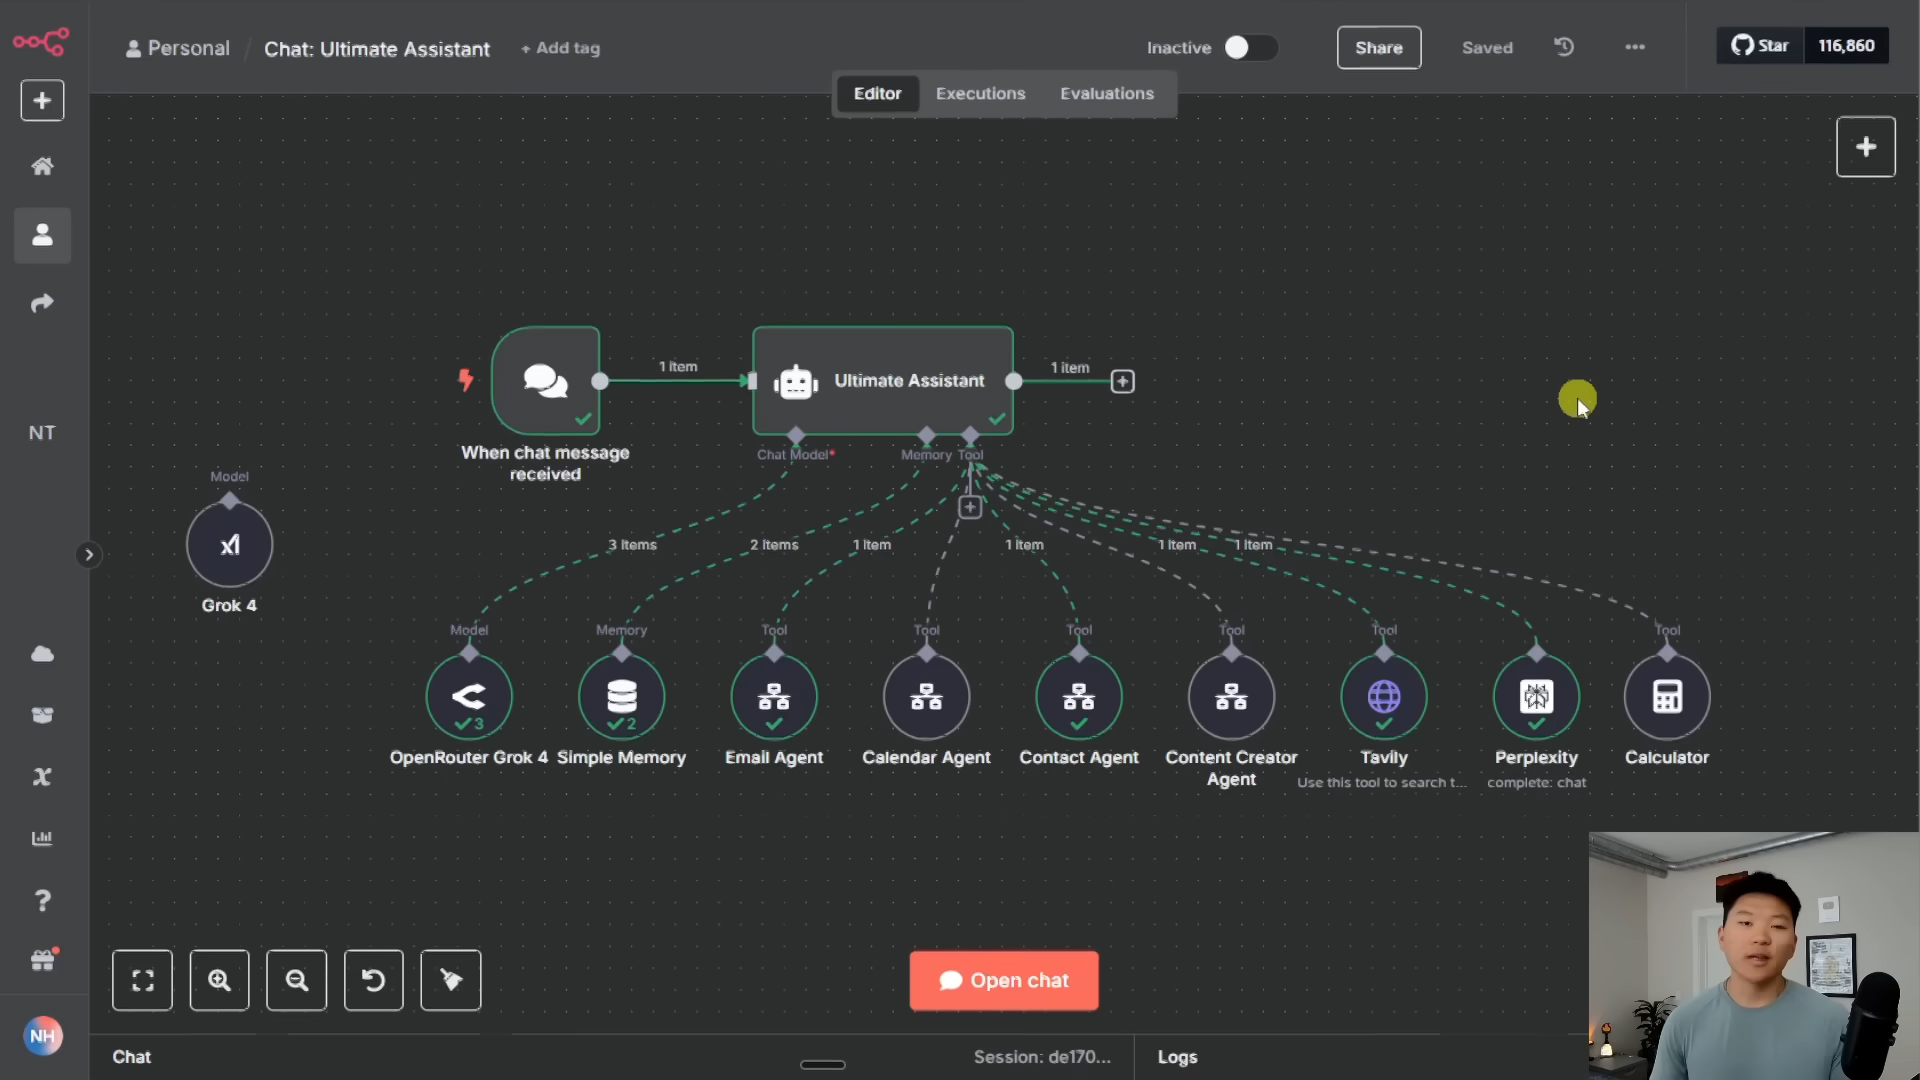 Personal / Chat: Ultimate Assistant + Add tag
Inactive
Share
Saved
Star 116,860
Editor Executions Evaluations
NT
NH
1 item
1 item
Ultimate Assistant
When chat message
received
Chat Model*
Memory
Tool
Model
Grok 4
3 items
2 items
1 item
1 item
1 item
1 item
Model
Memory
Tool
Tool
Tool
Tool
Tool
Tool
Tool
3
2
OpenRouter Grok 4
Simple Memory
Email Agent
Calendar Agent
Contact Agent
Content Creator
Agent
Tavily
Use this tool to search t...
Perplexity
complete: chat
Calculator
Open chat
Chat
Session: de170...
Logs